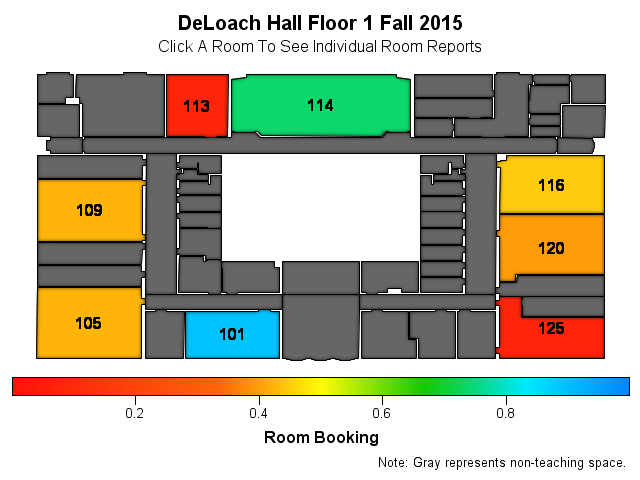 DeLoach Hall Floor 1 Fall 2015
Click A Room To See Individual Room Reports
113
114
109
116
120
105
101
125
0.2 0.4 0.6 0.8
Room Booking
Note: Gray represents non-teaching space.